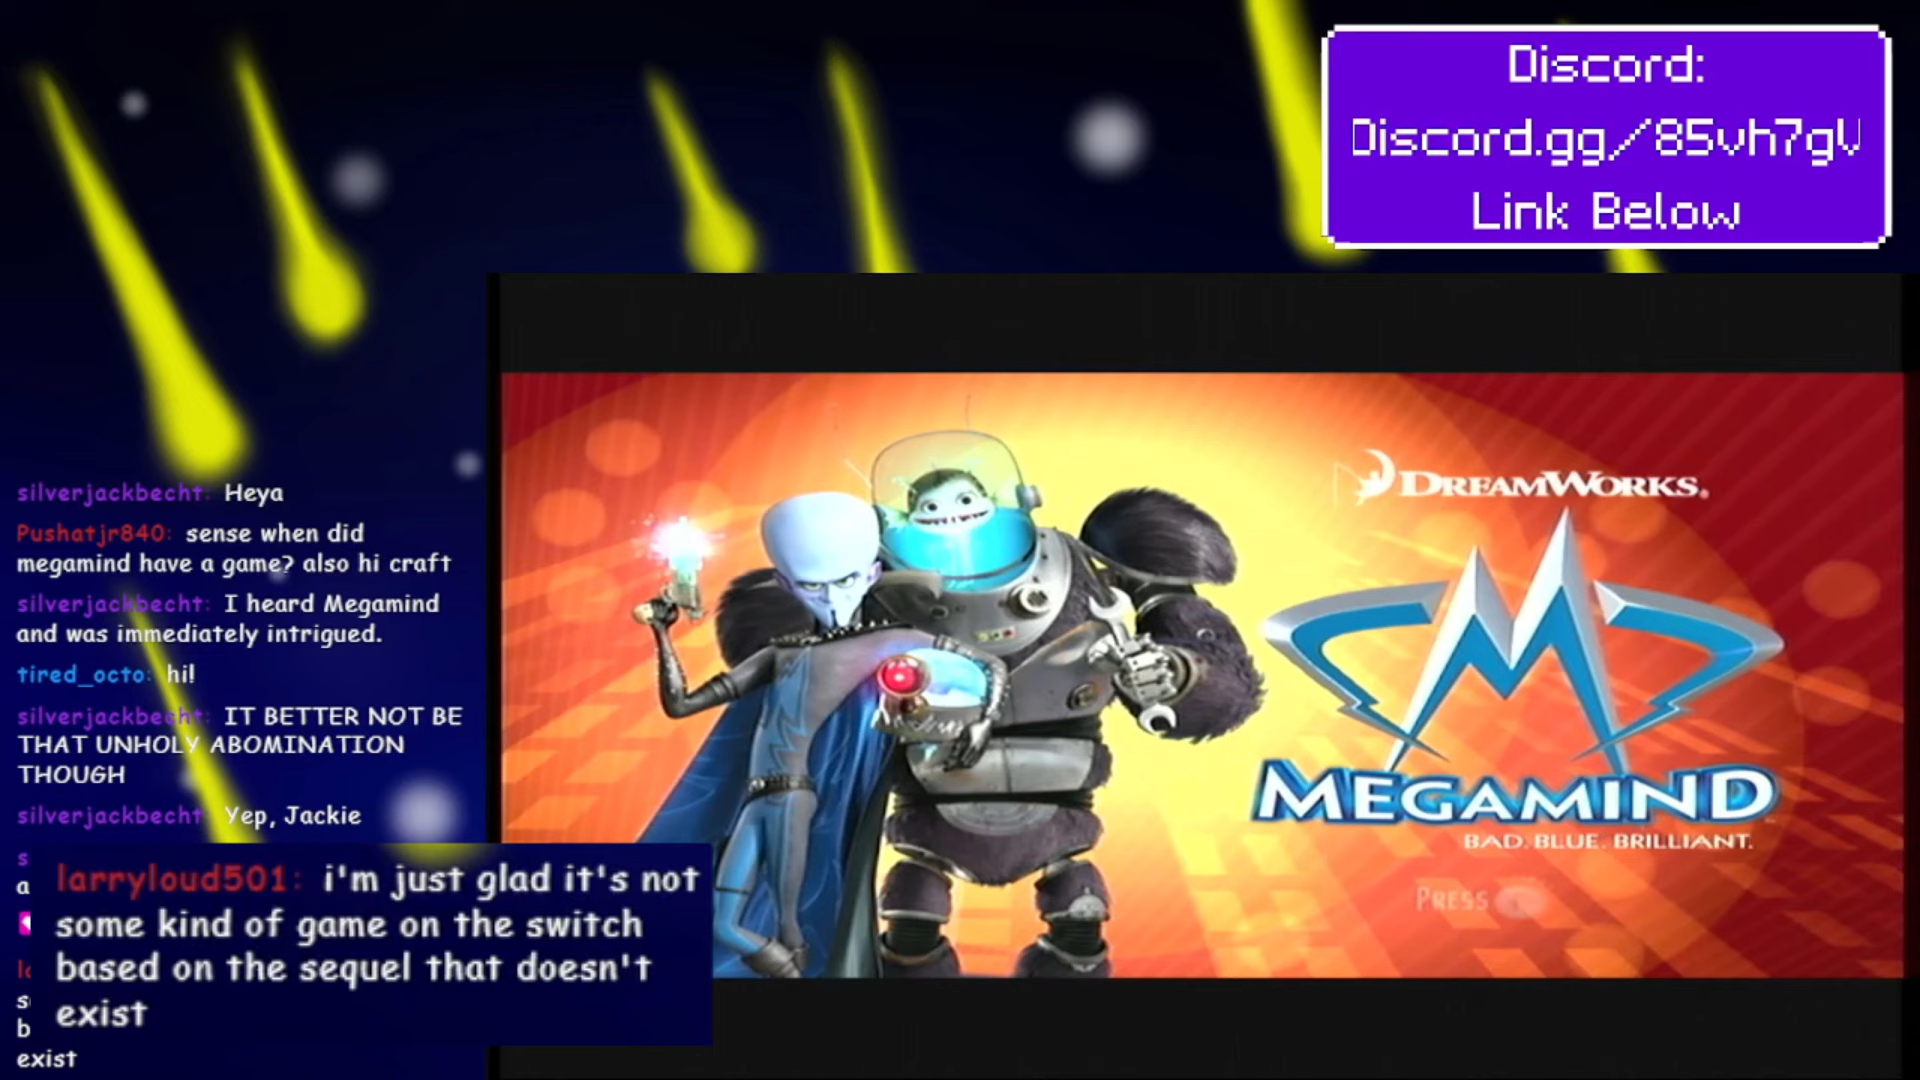 Discord:
Discord.gg/85vh7gV
Link Below
silverjackbecht: Heya
Pushatjr840: sense when did
megamind have a game? also hi craft
silverjackbecht: I heard Megamind
and was immediately intrigued.
tired_octo: hi!
silverjackbecht: IT BETTER NOT BE
THAT UNHOLY ABOMINATION
THOUGH
silverjackbecht: Yep, Jackie
larryloud501: i'm just glad it's not
some kind of game on the switch
based on the sequel that doesn't
exist
exist
DREAMWORKS®
MEGAMIND
BAD. BLUE. BRILLIANT.
PRESS